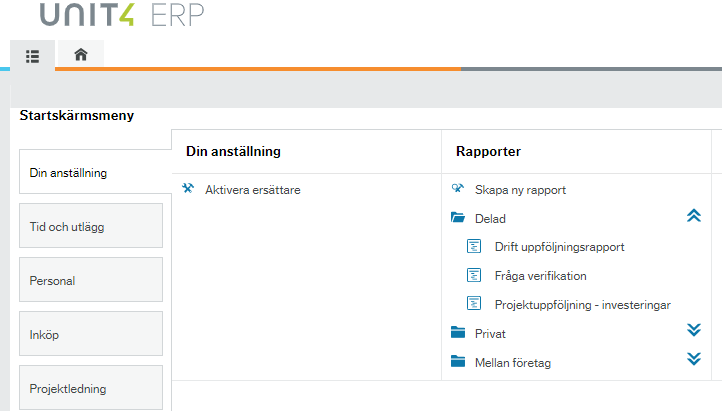 UNIT4 ERP
Startskärmsmeny
Din anställning
Tid och utlägg
Personal
Inköp
Projektledning
Din anställning
Aktivera ersättare
Rapporter
Skapa ny rapport
Delad
Drift uppföljningsrapport
Fråga verifikation
Projektuppföljning - investeringar
Privat
Mellan företag